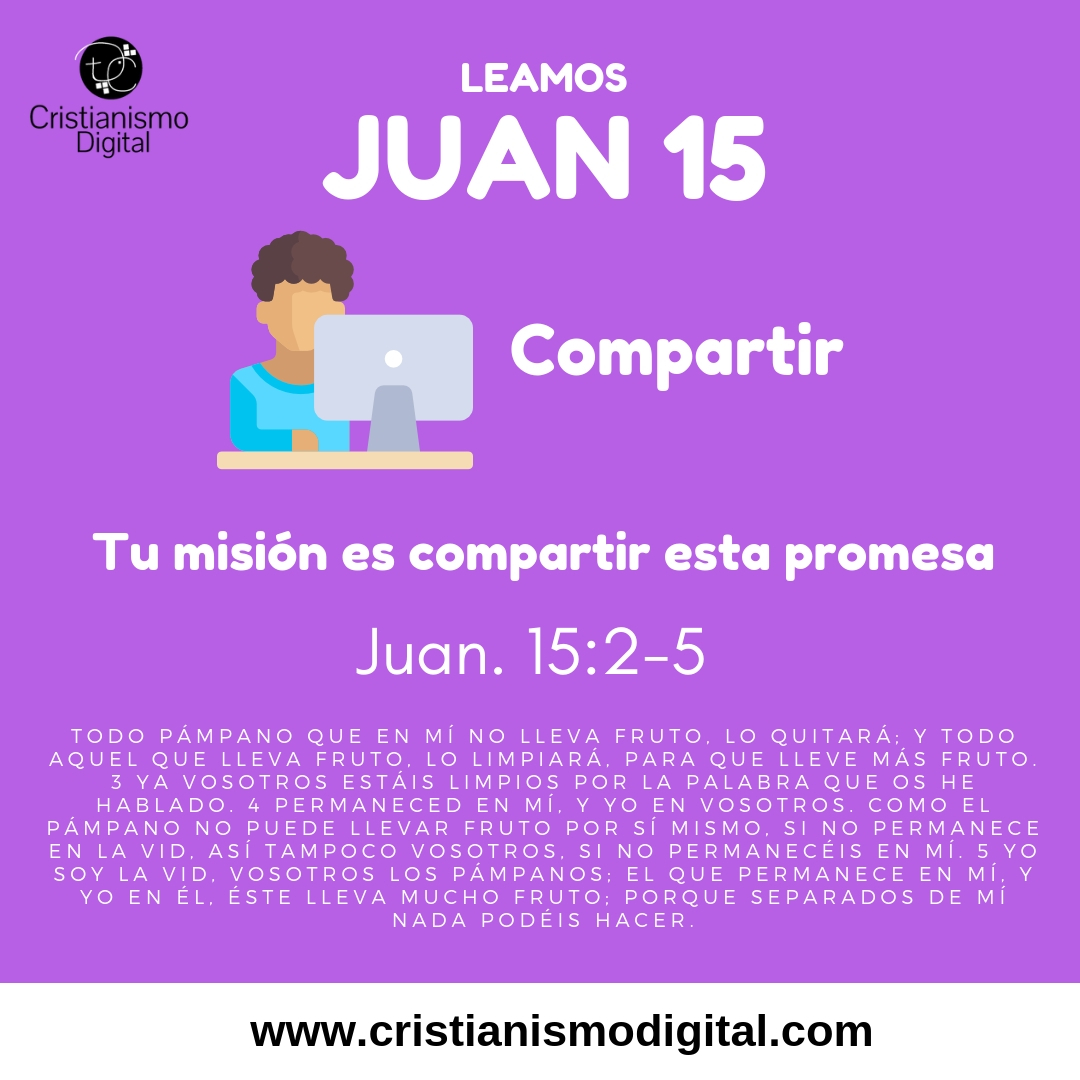 Cristianismo
Digital
LEAMOS
JUAN 15
Compartir
Tu misión es compartir esta promesa
Juan. 15:2–5
TODO PÁMPANO QUE EN MÍ NO LLEVA FRUTO, LO QUITARÁ; Y TODO
AQUEL QUE LLEVA FRUTO, LO LIMPIARÁ, PARA QUE LLEVE MÁS FRUTO.
3 YA VOSOTROS ESTÁIS LIMPIOS POR LA PALABRA QUE OS HE
HABLADO. 4 PERMANECED EN MÍ, Y YO EN VOSOTROS. COMO EL
PÁMPANO NO PUEDE LLEVAR FRUTO POR SÍ MISMO, SI NO PERMANECE
EN LA VID, ASÍ TAMPOCO VOSOTROS, SI NO PERMANECÉIS EN MÍ. 5 YO
SOY LA VID, VOSOTROS LOS PÁMPANOS; EL QUE PERMANECE EN MÍ, Y
YO EN ÉL, ÉSTE LLEVA MUCHO FRUTO; PORQUE SEPARADOS DE MÍ
NADA PODÉIS HACER.
www.cristianismodigital.com